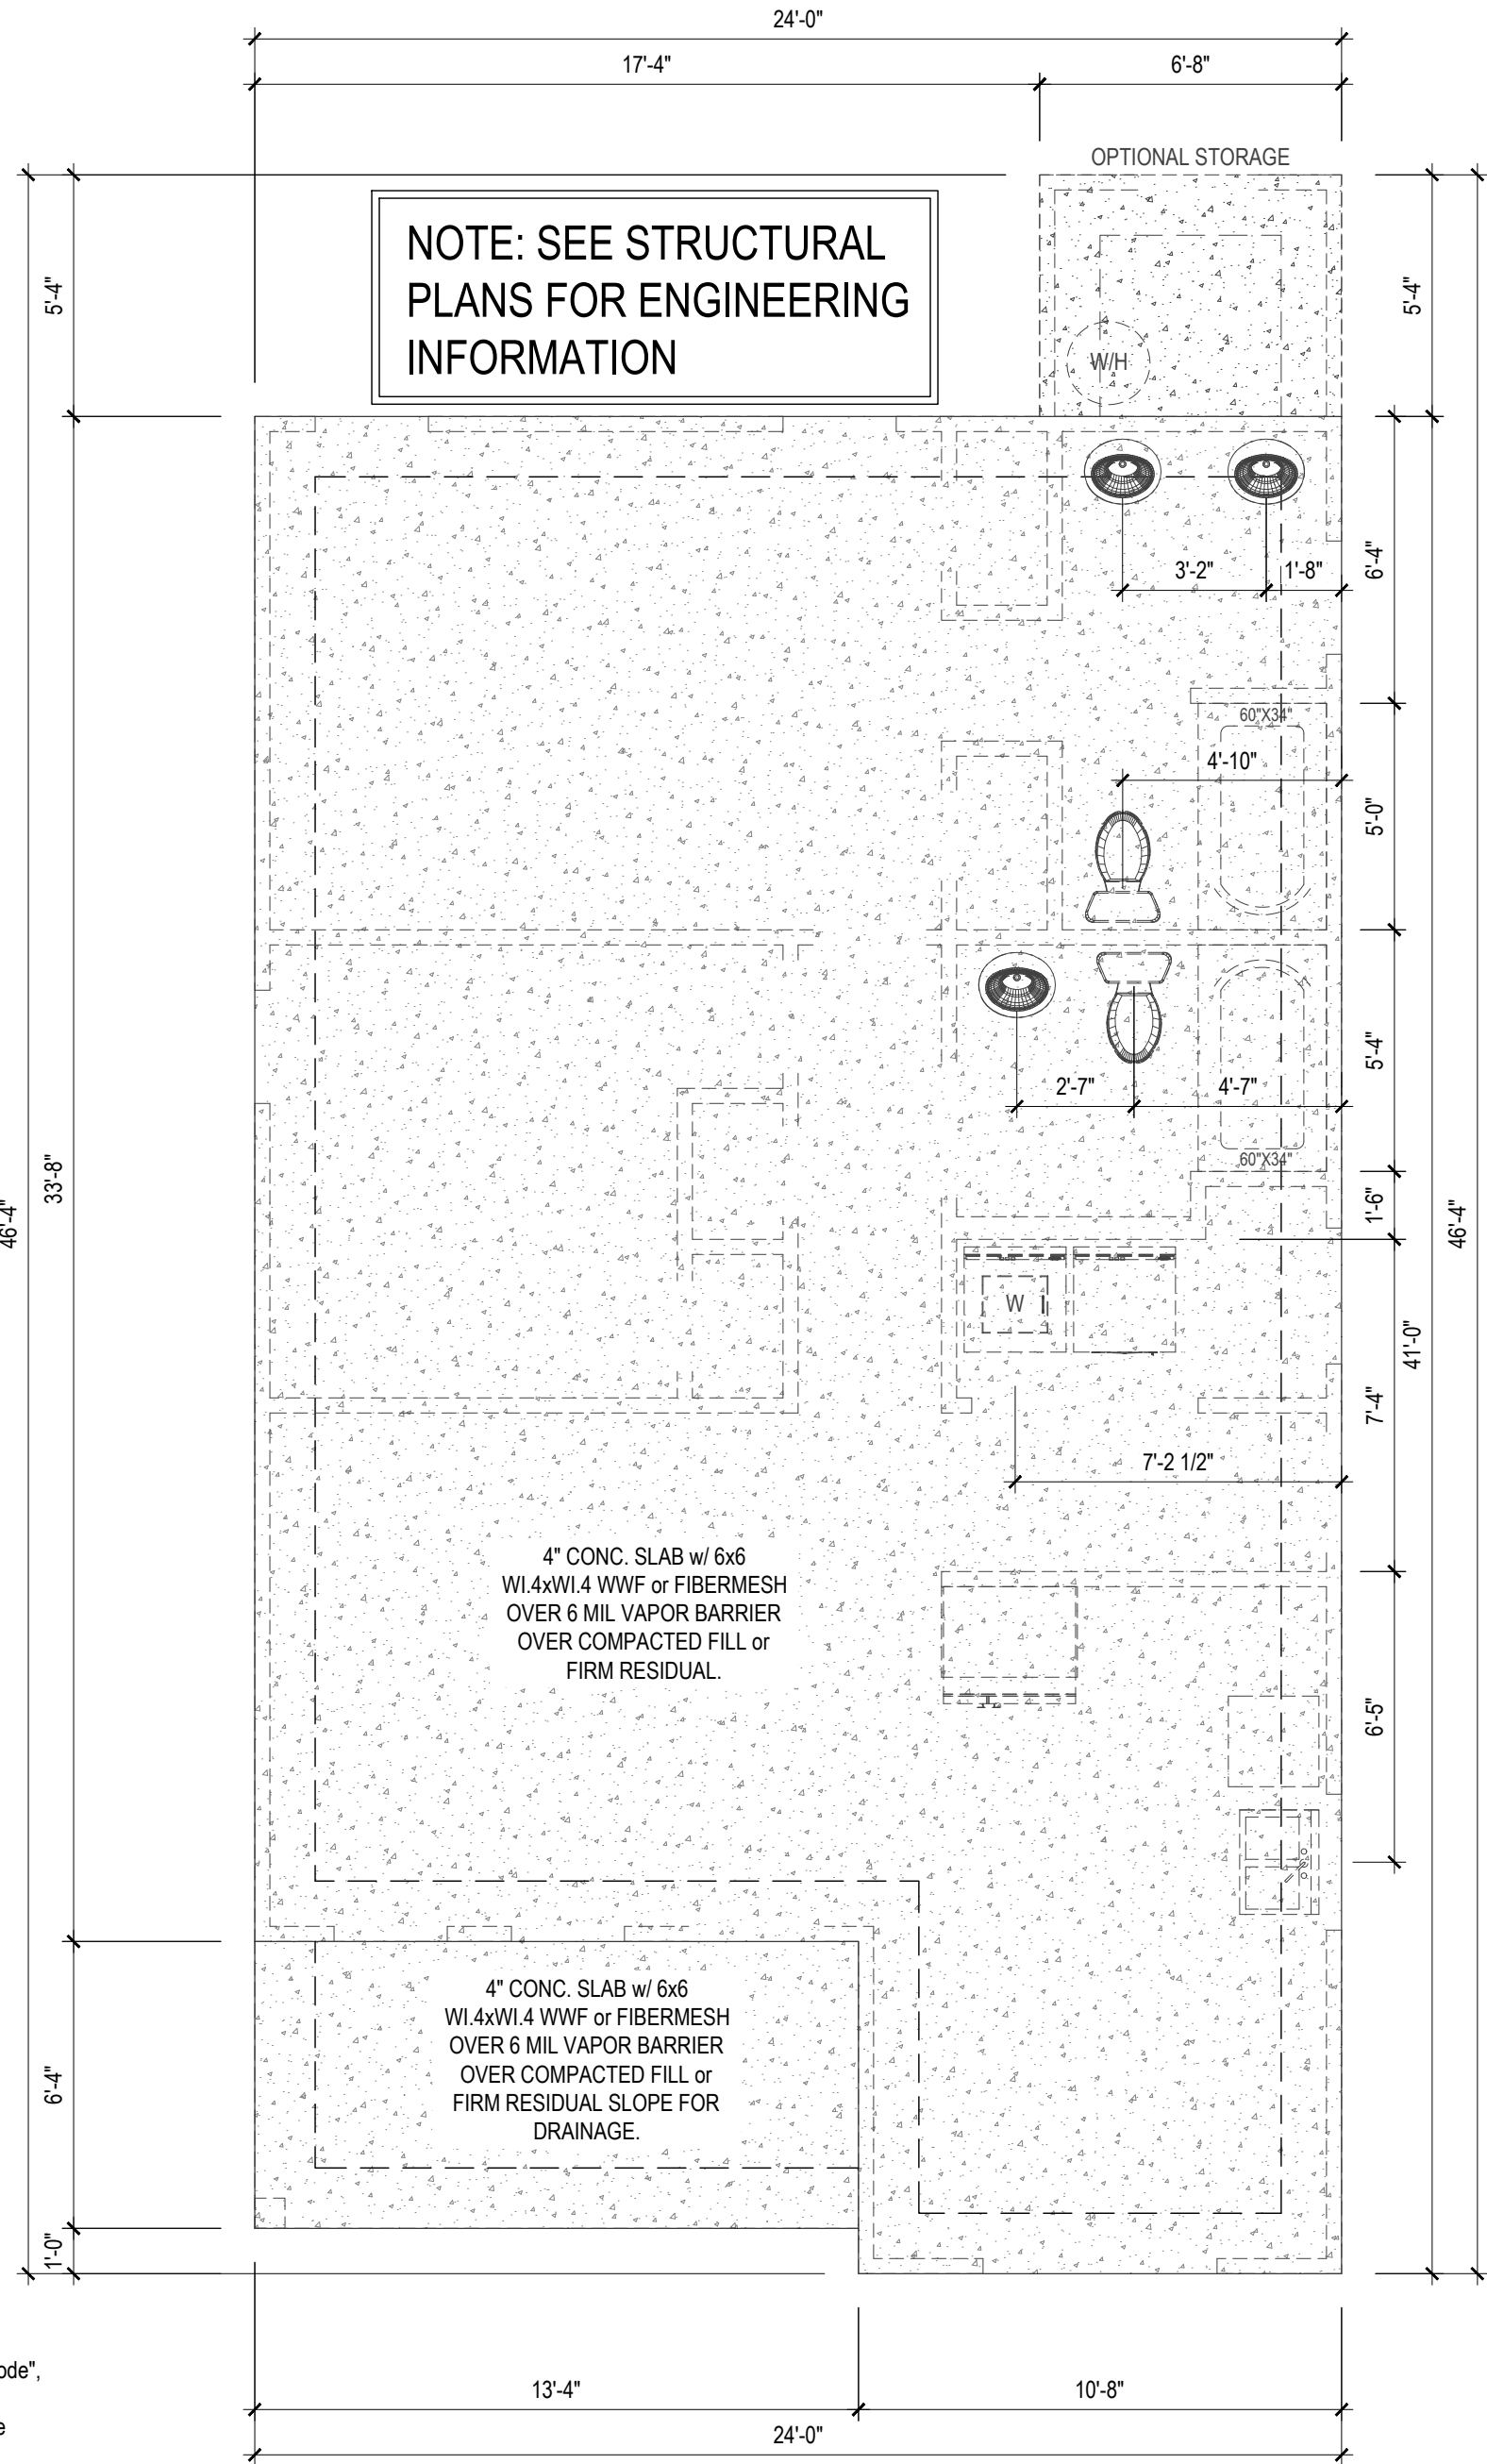 24'-0"
17'-4"
6'-8"
OPTIONAL STORAGE
NOTE: SEE STRUCTURAL
PLANS FOR ENGINEERING
INFORMATION
5'-4"
5'-4"
W/H
3'-2"
1'-8"
6'-4"
60"X34"
4'-10"
5'-0"
5'-4"
2'-7"
4'-7"
60"X34"
33'-8"
46'-4"
1'-6"
46'-4"
W
41'-0"
7'-4"
7'-2 1/2"
4" CONC. SLAB w/ 6x6
WI.4xWI.4 WWF or FIBERMESH
OVER 6 MIL VAPOR BARRIER
OVER COMPACTED FILL or
FIRM RESIDUAL.
6'-5"
4" CONC. SLAB w/ 6x6
WI.4xWI.4 WWF or FIBERMESH
OVER 6 MIL VAPOR BARRIER
OVER COMPACTED FILL or
FIRM RESIDUAL SLOPE FOR
DRAINAGE.
6'-4"
1'-0"
ode",
e
13'-4"
10'-8"
24'-0"